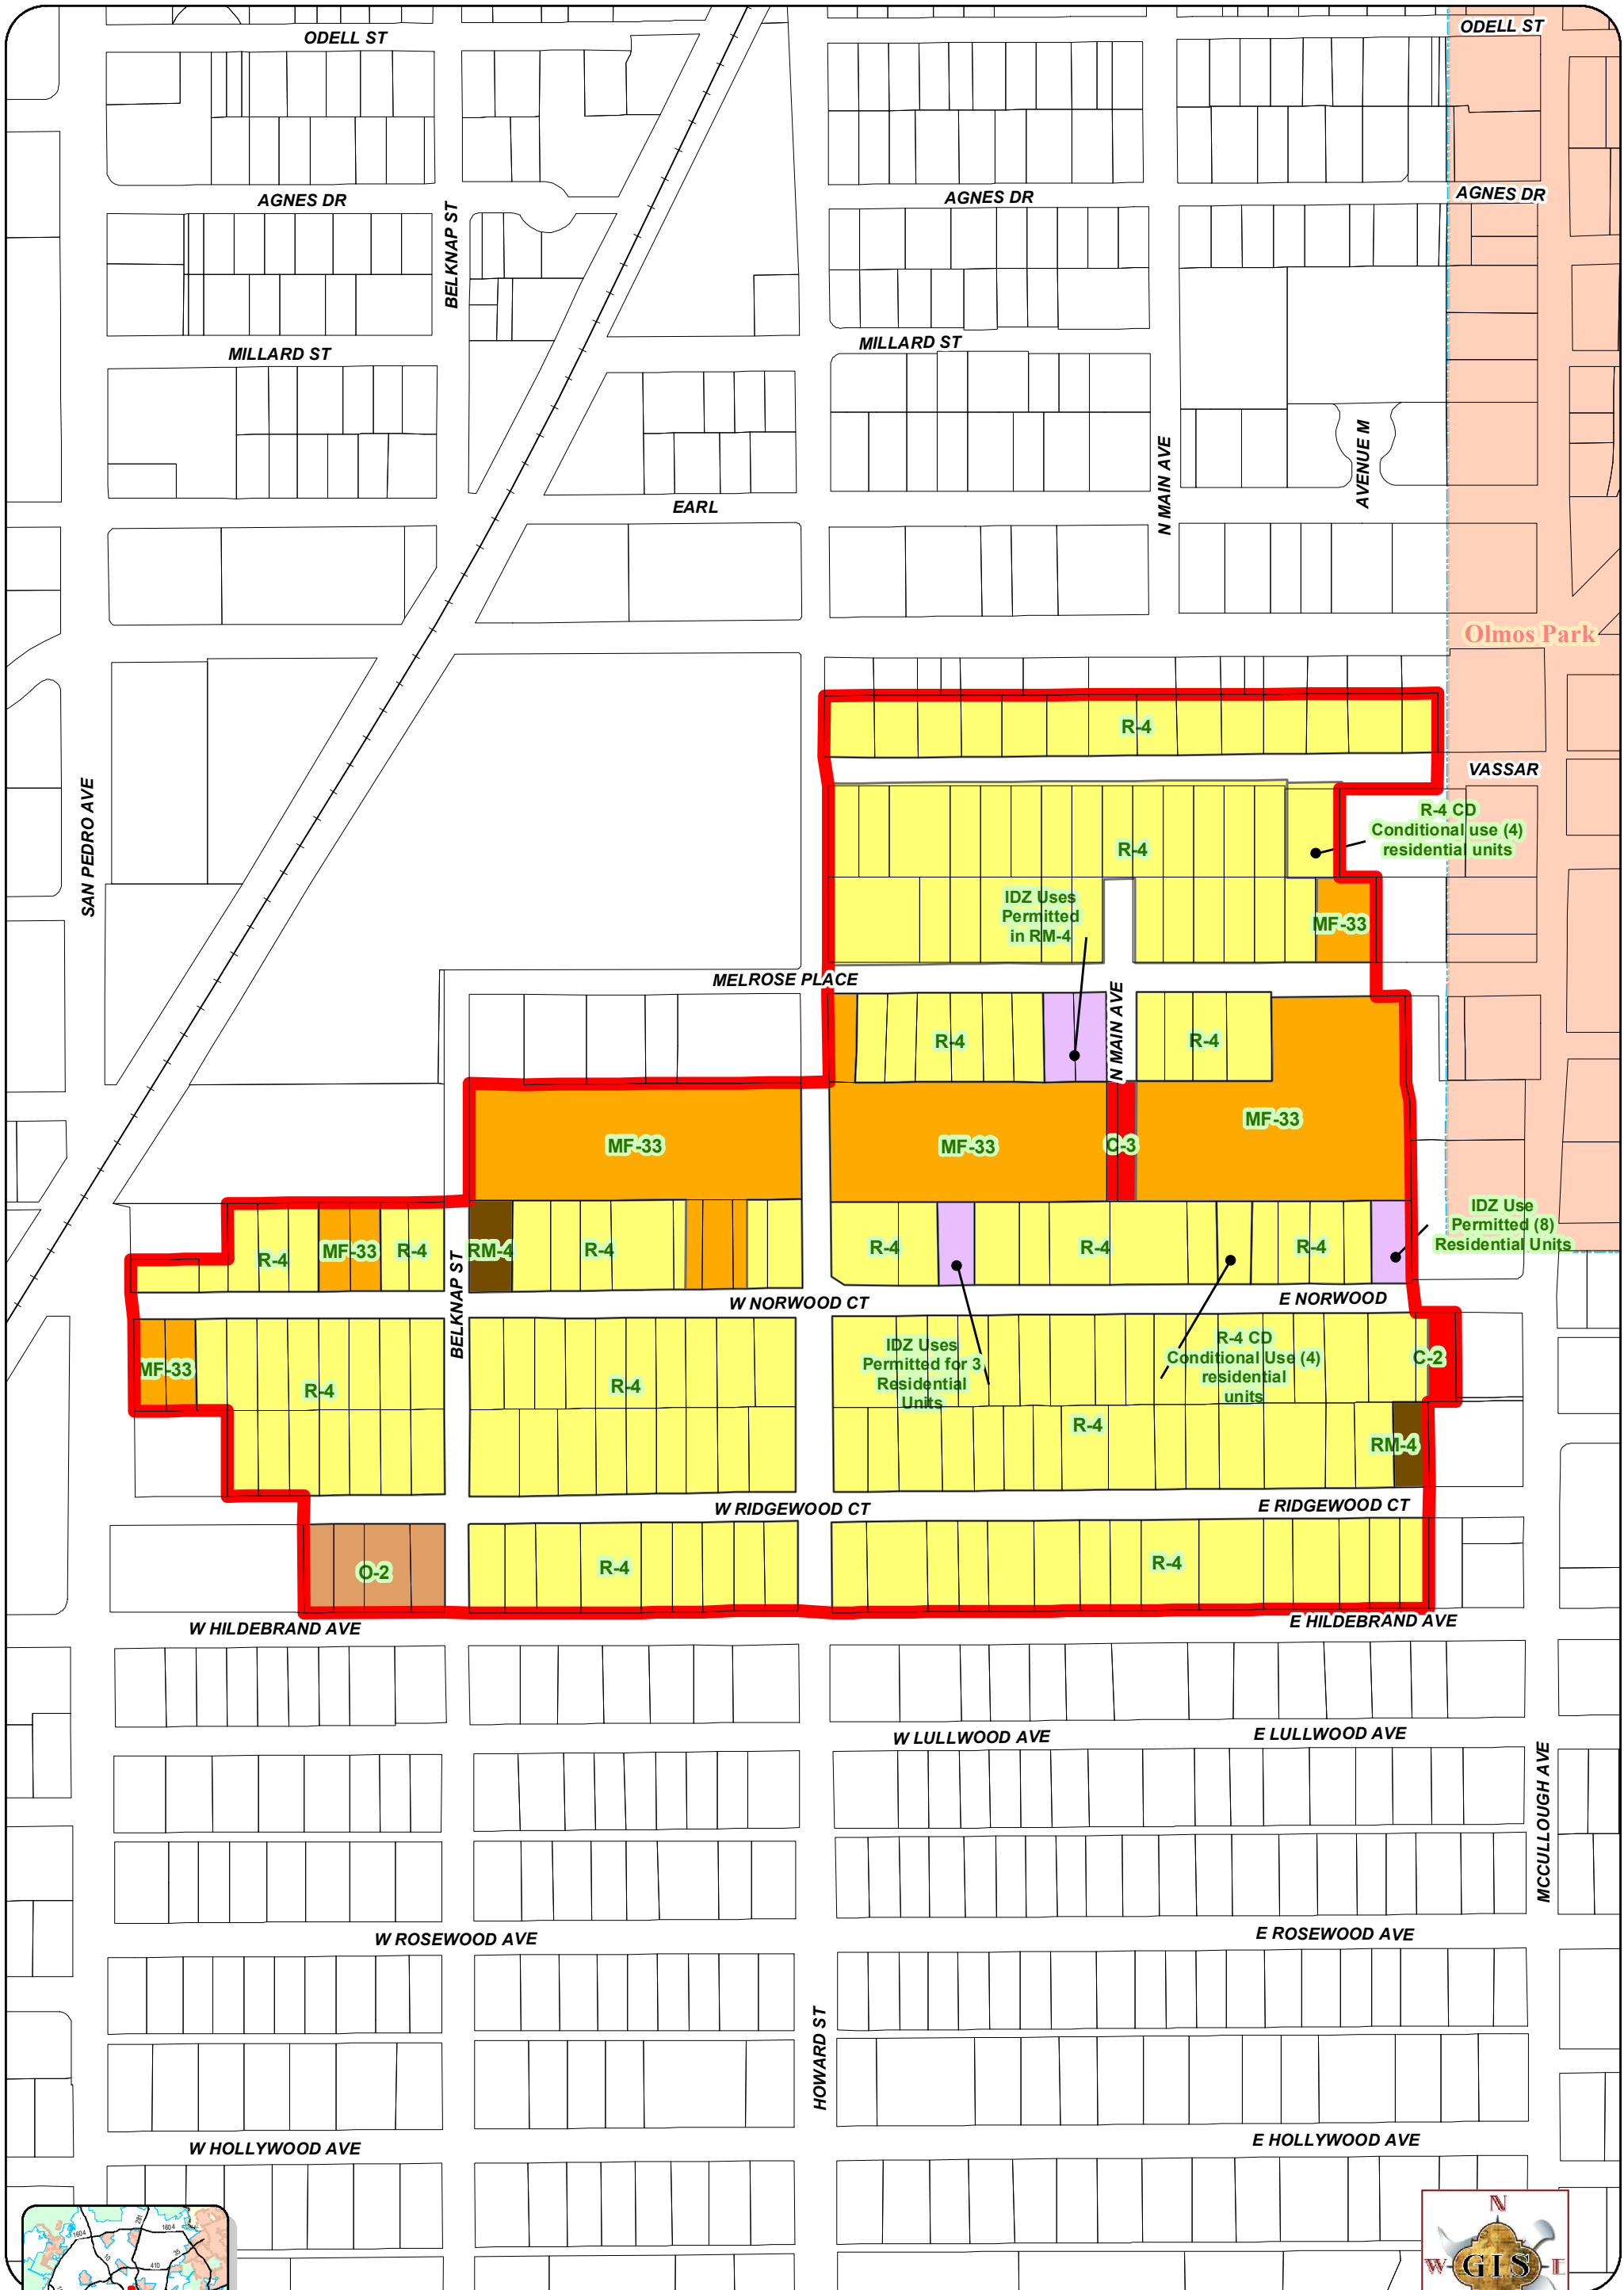 ODELL ST
ODELL ST
AGNES DR
AGNES DR
AGNES DR
BELKNAP ST
MILLARD ST
MILLARD ST
N MAIN AVE
AVENUE M
EARL
Olmos Park
R-4
VASSAR
SAN PEDRO AVE
R-4 CD
Conditional use (4)
residential units
R-4
IDZ Uses
Permitted
in RM-4
MF-33
MELROSE PLACE
N MAIN AVE
R-4
R-4
MF-33
MF-33
C-3
MF-33
IDZ Use
Permitted (8)
Residential Units
R-4
MF-33
R-4
RM-4
R-4
R-4
R-4
R-4
BELKNAP ST
W NORWOOD CT
E NORWOOD
IDZ Uses
Permitted for 3
Residential
Units
R-4 CD
Conditional Use (4)
residential
units
C-2
MF-33
R-4
R-4
R-4
RM-4
W RIDGEWOOD CT
E RIDGEWOOD CT
O-2
R-4
R-4
W HILDEBRAND AVE
E HILDEBRAND AVE
W LULLWOOD AVE
E LULLWOOD AVE
MCCULLOUGH AVE
W ROSEWOOD AVE
E ROSEWOOD AVE
HOWARD ST
W HOLLYWOOD AVE
E HOLLYWOOD AVE
1604
281
1604
10
35
410
N
W GIS E